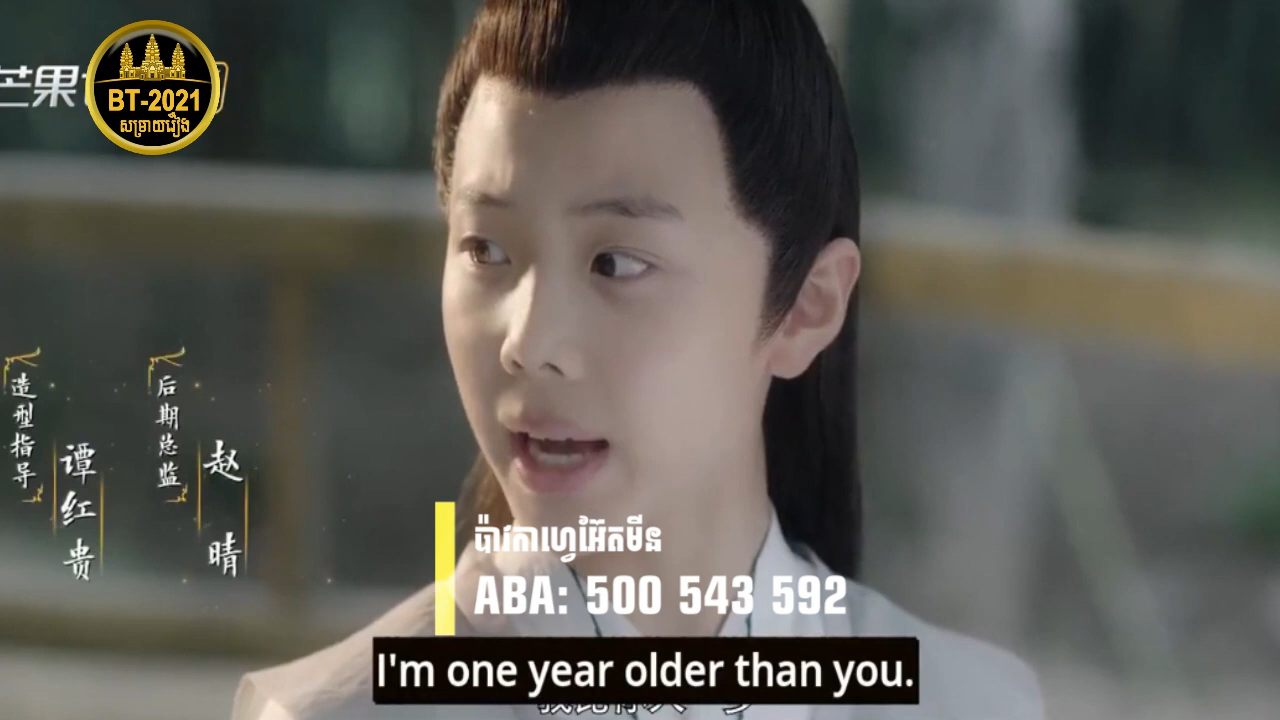 芒果
BT-2021
សម្រាយរឿង
造型指导
谭红贵
后期总监
赵晴
ប៉ាវកាហ្វេអ៊ែតមីន
ABA: 500 543 592
I'm one year older than you.